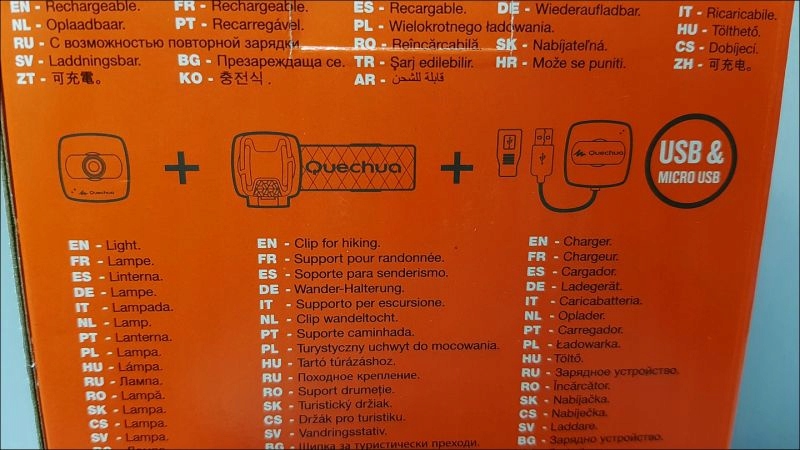 EN - Rechargeable.
FR - Rechargeable.
ES - Recargable.
DE - Wiederaufladbar.
IT - Ricaricabile.
NL - Oplaadbaar.
PT - Recarregável.
PL - Wielokrotnego ładowania.
HU - Tölthető.
RU - С возможностью повторной зарядки
RO - Reîncărcabilă.
SK - Nabíjateľná.
CS - Dobíjecí.
SV - Laddningsbar.
BG - Презареждаща се.
TR - Şarj edilebilir.
HR - Može se puniti.
ZH - 可充电。
ZT - 可充電。
KO - 충전식 .
AR - قابلة للشحن
Quechua
+
Quechua
+
Quechua
USB &
MICRO USB
EN - Light.
FR - Lampe.
ES - Linterna.
DE - Lampe.
IT - Lampada.
NL - Lamp.
PT - Lanterna.
PL - Lampa.
HU - Lámpa.
RU - Лампа.
RO - Lampă.
SK - Lampa.
CS - Lampa.
SV - Lampa.
EN - Clip for hiking.
FR - Support pour randonnée.
ES - Soporte para senderismo.
DE - Wander-Halterung.
IT - Supporto per escursione.
NL - Clip wandeltocht.
PT - Suporte caminhada.
PL - Turystyczny uchwyt do mocowania.
HU - Tartó túrázáshoz.
RU - Походное крепление.
RO - Suport drumeție.
SK - Turistický držiak.
CS - Držák pro turistiku.
SV - Vandringsstativ.
BG - Щипка за туристически преходи.
EN - Charger.
FR - Chargeur.
ES - Cargador.
DE - Ladegerät.
IT - Caricabatteria.
NL - Oplader.
PT - Carregador.
PL - Ładowarka.
HU - Töltő.
RU - Зарядное устройство.
RO - Încărcător.
SK - Nabíjačka.
CS - Nabíječka.
SV - Laddare.
BG - Зарядно устройство.